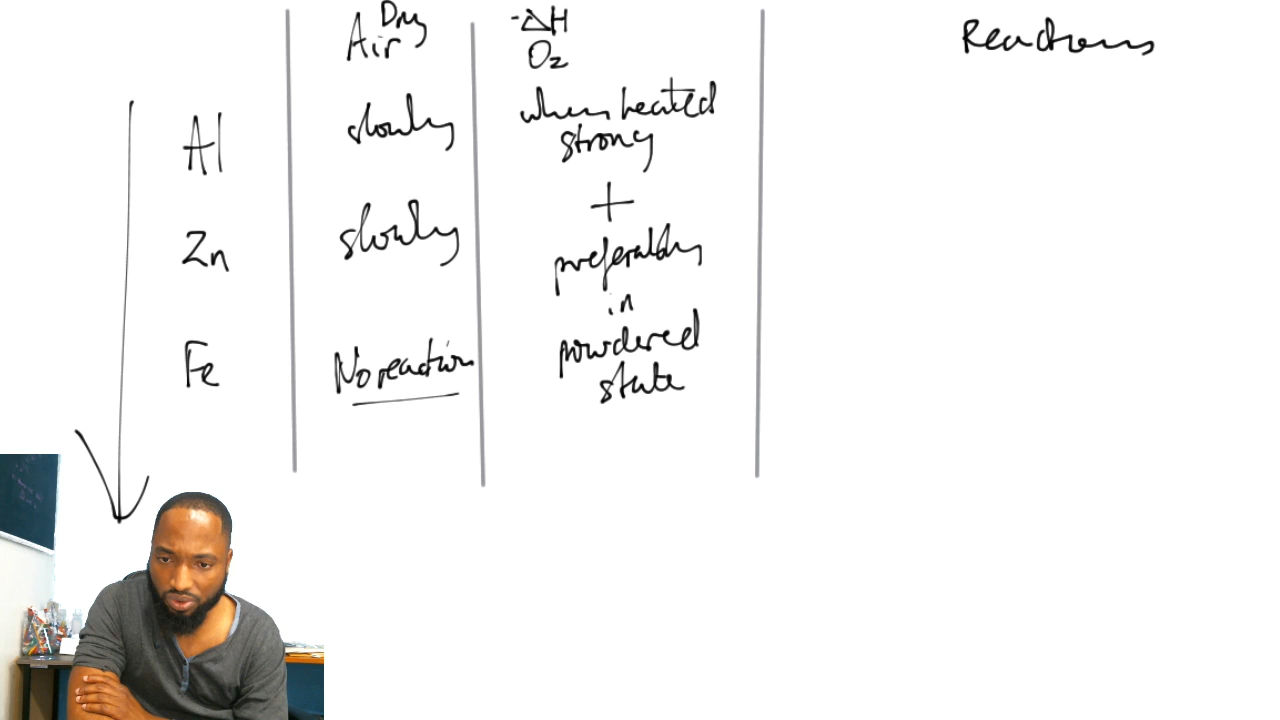 Dry
Air
-ΔH
O₂
Reactions
Al
slowly
when heated
strong
+
preferably
in
powdered
state
Zn
slowly
Fe
No reaction